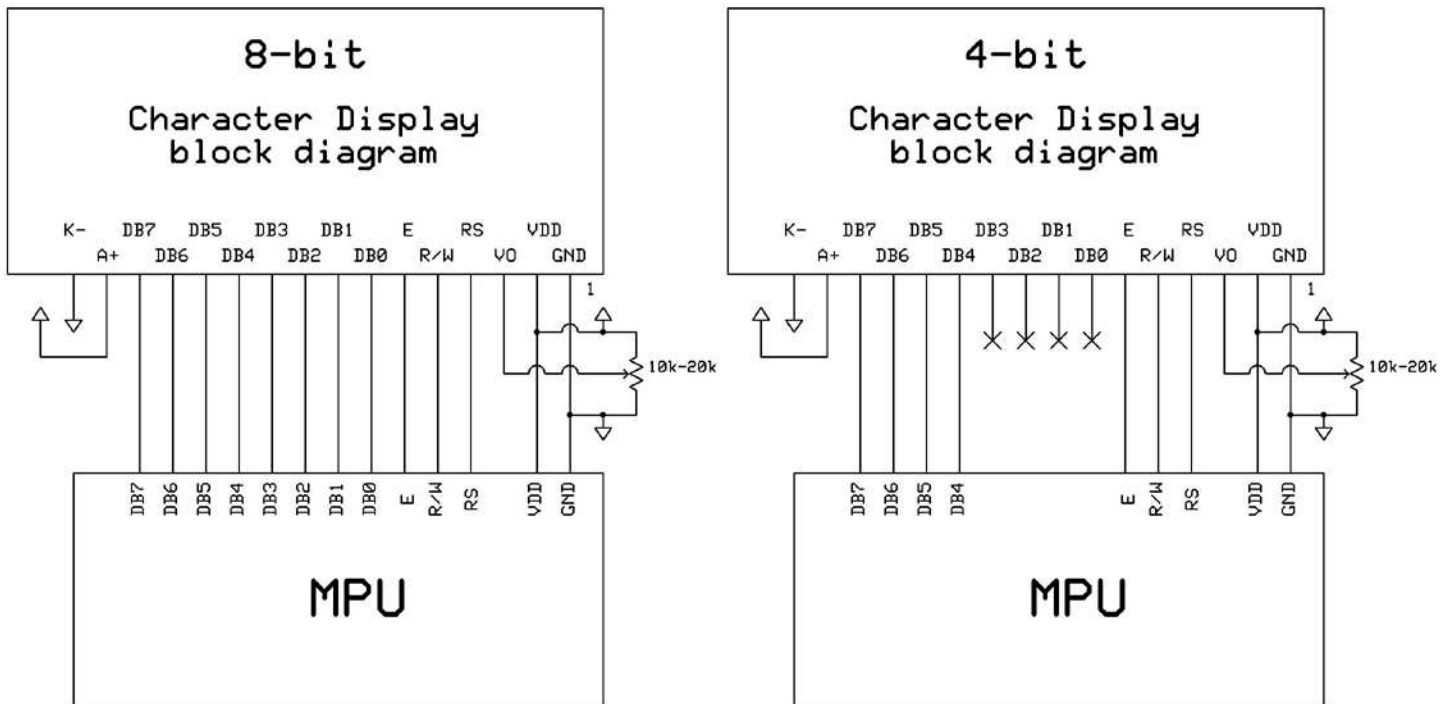 8-bit
Character Display
block diagram
K- DB7 DB5 DB3 DB1 E RS VDD
A+ DB6 DB4 DB2 DB0 R/W VO GND
1
10k-20k
DB7 DB6 DB5 DB4 DB3 DB2 DB1 DB0 E R/W RS VDD GND
MPU
4-bit
Character Display
block diagram
K- DB7 DB5 DB3 DB1 E RS VDD
A+ DB6 DB4 DB2 DB0 R/W VO GND
1
10k-20k
DB7 DB6 DB5 DB4 E R/W RS VDD GND
MPU